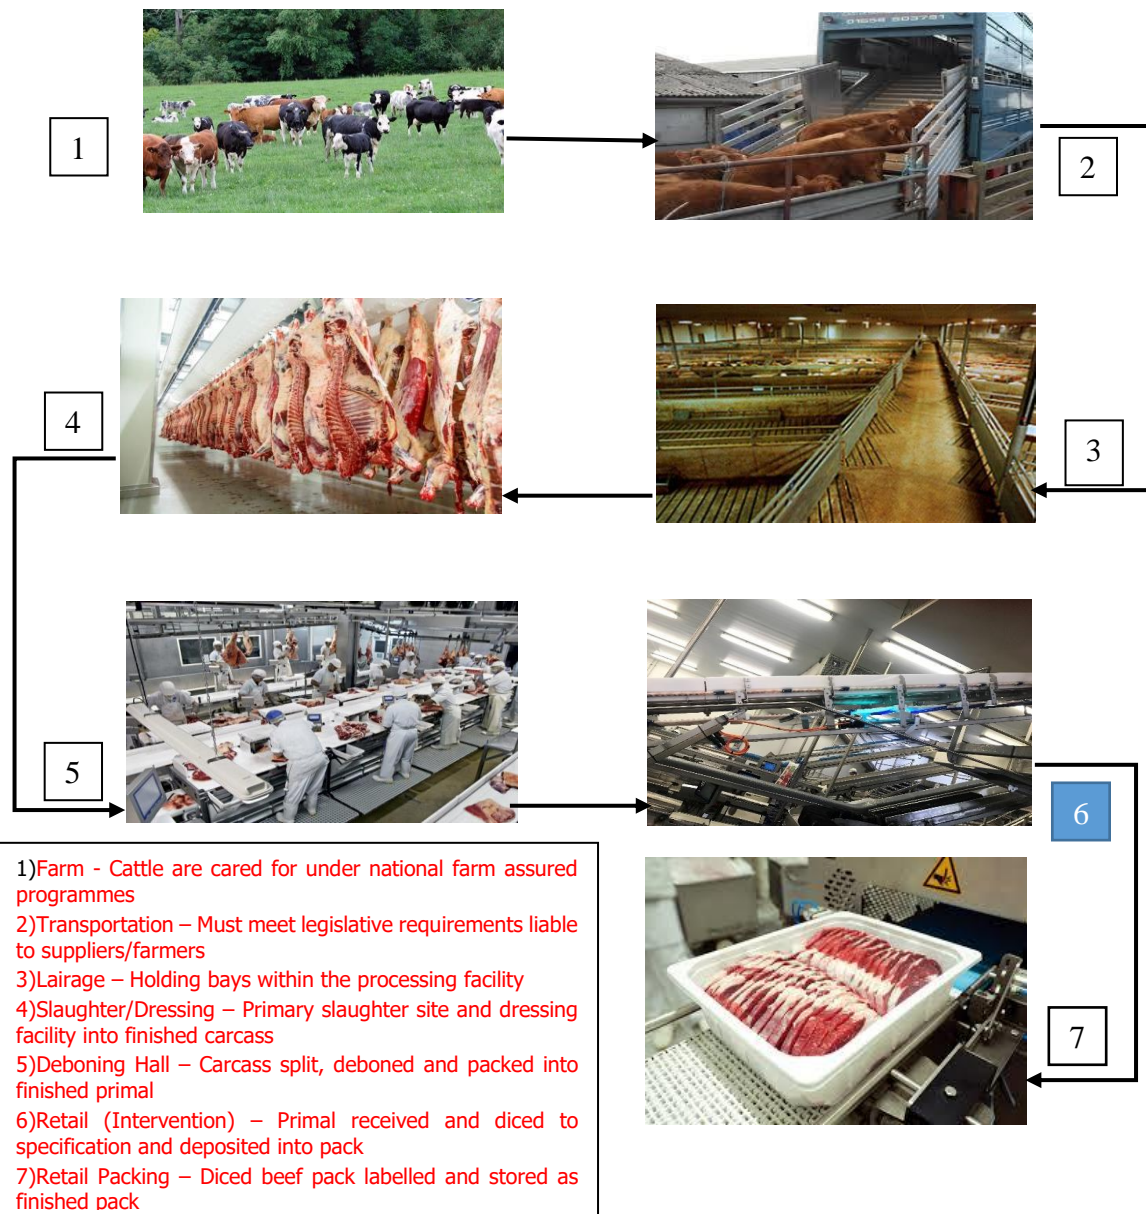 01658 603781
1
2
4
3
5
6
7
1)Farm - Cattle are cared for under national farm assured
programmes
2)Transportation – Must meet legislative requirements liable
to suppliers/farmers
3)Lairage – Holding bays within the processing facility
4)Slaughter/Dressing – Primary slaughter site and dressing
facility into finished carcass
5)Deboning Hall – Carcass split, deboned and packed into
finished primal
6)Retail (Intervention) – Primal received and diced to
specification and deposited into pack
7)Retail Packing – Diced beef pack labelled and stored as
finished pack